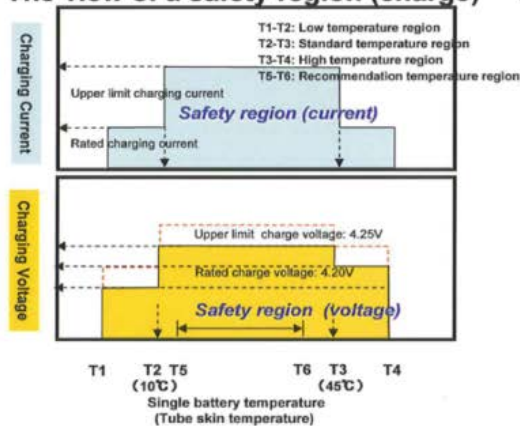 The view of a safety region (charge)
T1-T2: Low temperature region
T2-T3: Standard temperature region
T3-T4: High temperature region
T5-T6: Recommendation temperature region
Charging Current
Upper limit charging current
Safety region (current)
Rated charging current
Charging Voltage
Upper limit charge voltage: 4.25V
Rated charge voltage: 4.20V
Safety region (voltage)
T1 T2 T5 T6 T3 T4
(10℃) (45℃)
Single battery temperature
(Tube skin temperature)